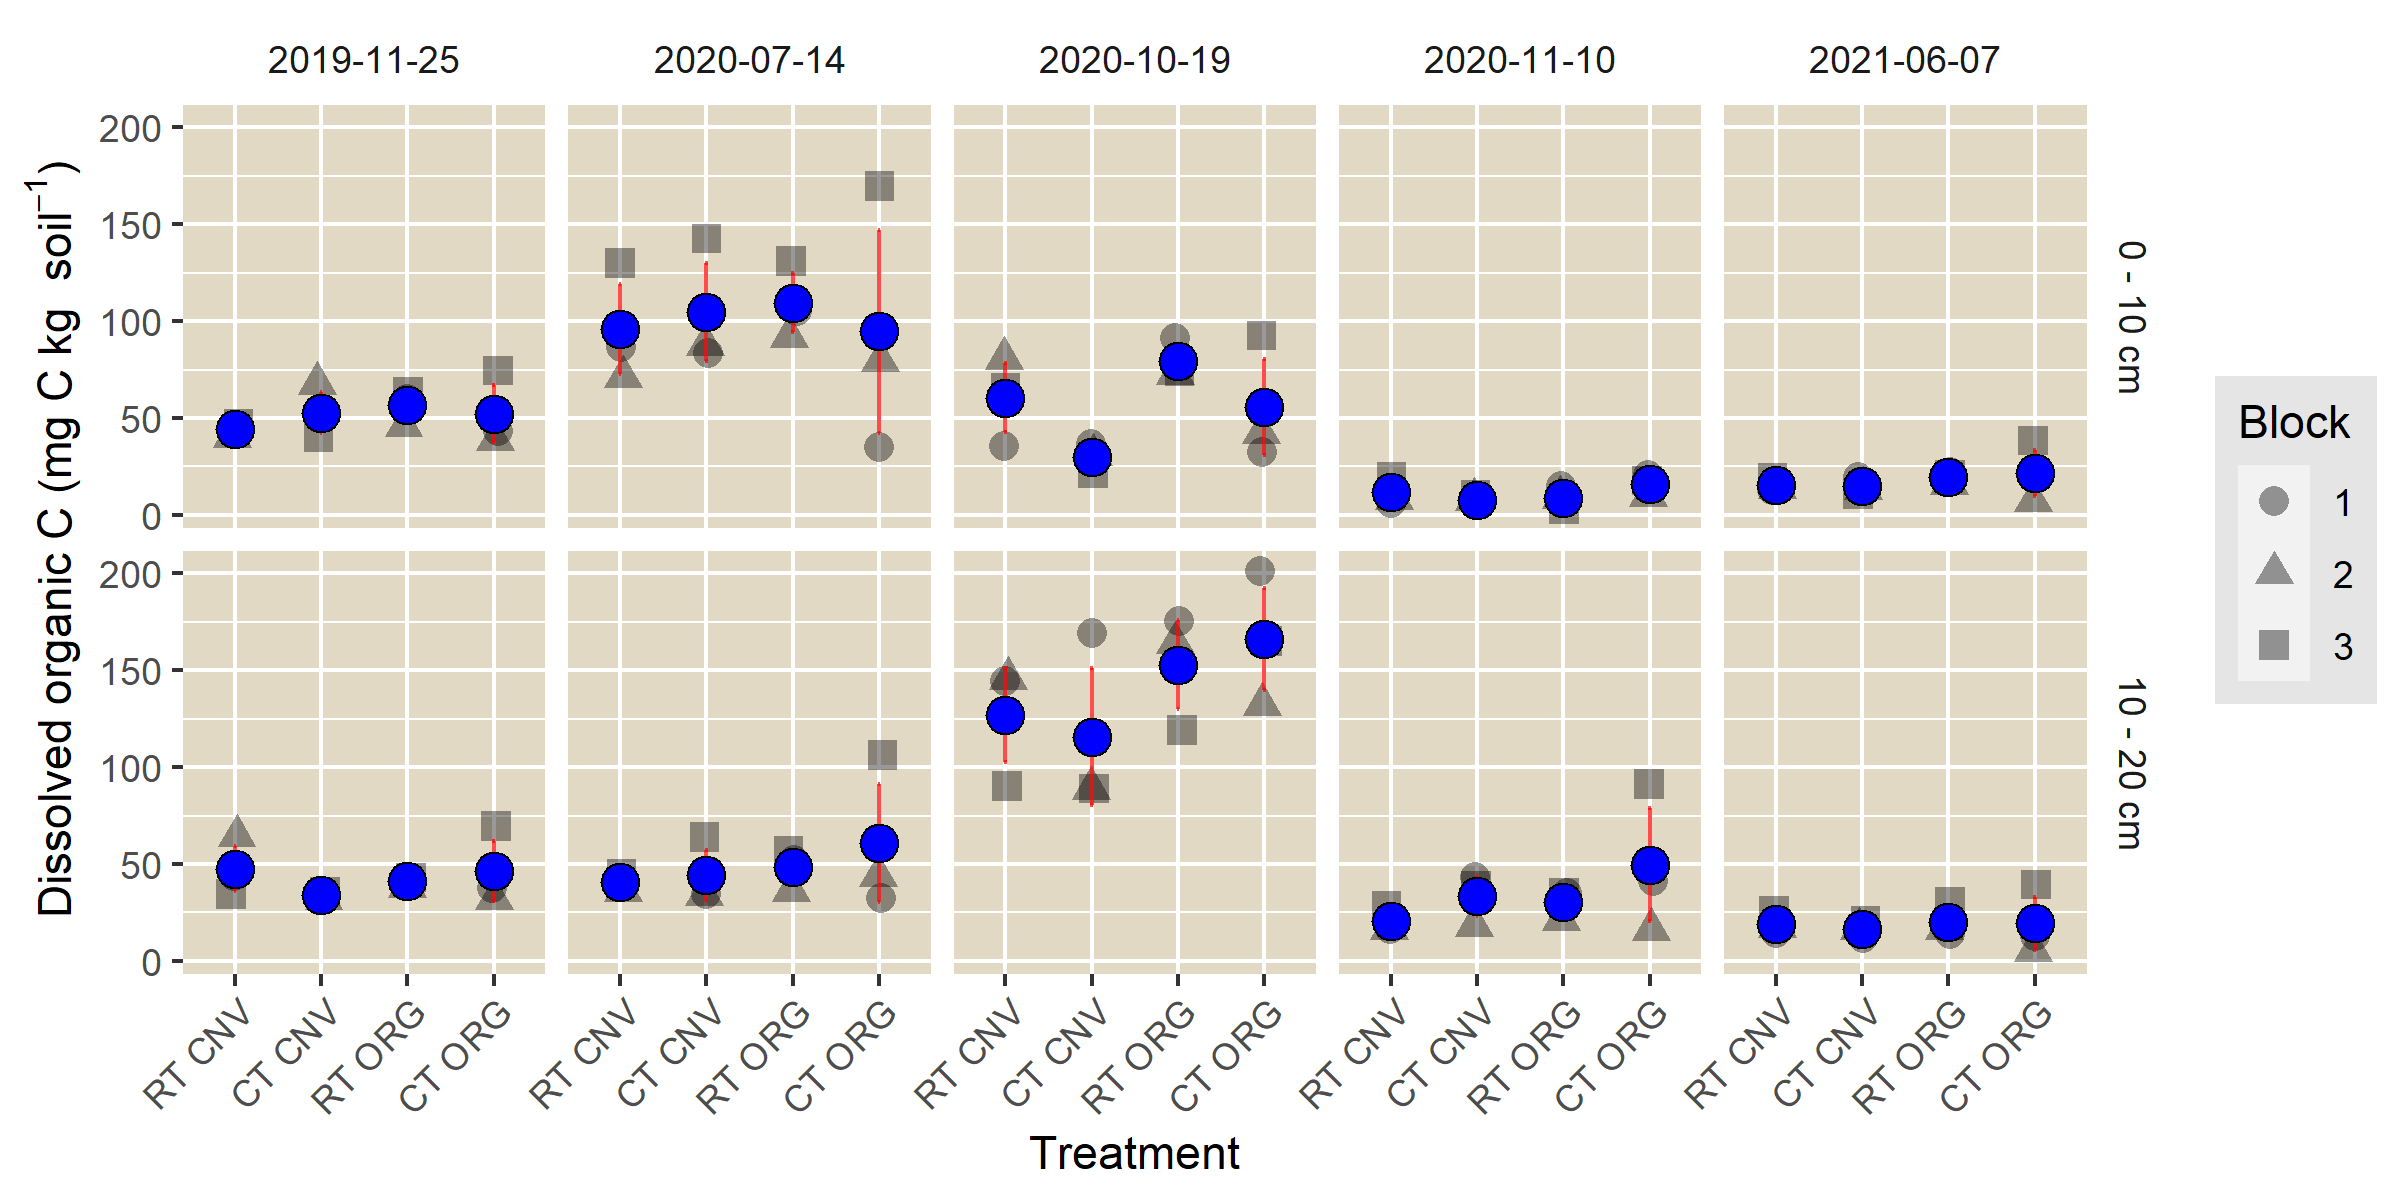 2019-11-25 2020-07-14 2020-10-19 2020-11-10 2021-06-07
Dissolved organic C (mg C kg soil⁻¹)
200
150
100
50
0
0 - 10 cm
200
150
100
50
0
10 - 20 cm
RT CNV CT CNV RT ORG CT ORG RT CNV CT CNV RT ORG CT ORG RT CNV CT CNV RT ORG CT ORG RT CNV CT CNV RT ORG CT ORG RT CNV CT CNV RT ORG CT ORG
Treatment
Block
1
2
3